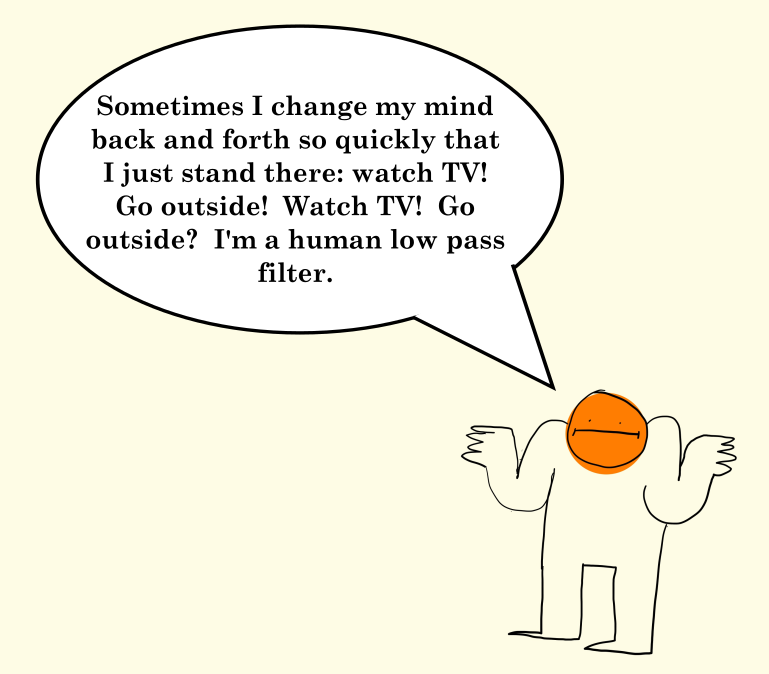 Sometimes I change my mind
back and forth so quickly that
I just stand there: watch TV!
Go outside!  Watch TV!  Go
outside?  I'm a human low pass
filter.